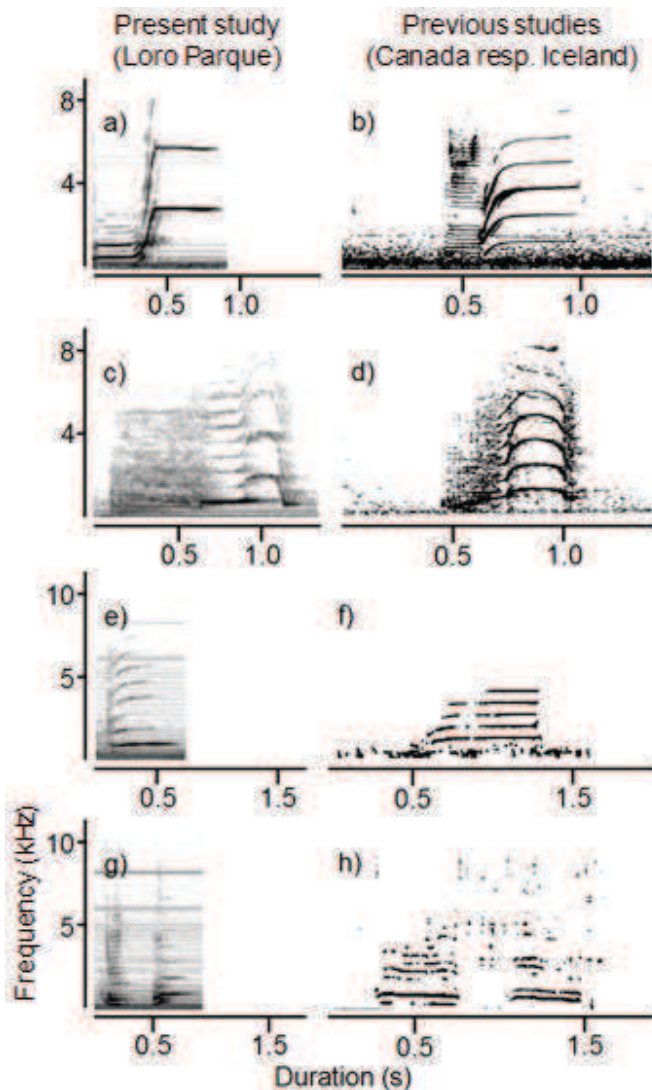 Present study Previous studies
(Loro Parque) (Canada resp. Iceland)
8
a) b)
4
0.5 1.0 0.5 1.0
8
c) d)
4
0.5 1.0 0.5 1.0
10
e) f)
5
0.5 1.5 0.5 1.5
10
g) h)
5
0.5 1.5 0.5 1.5
Frequency (kHz)
Duration (s)